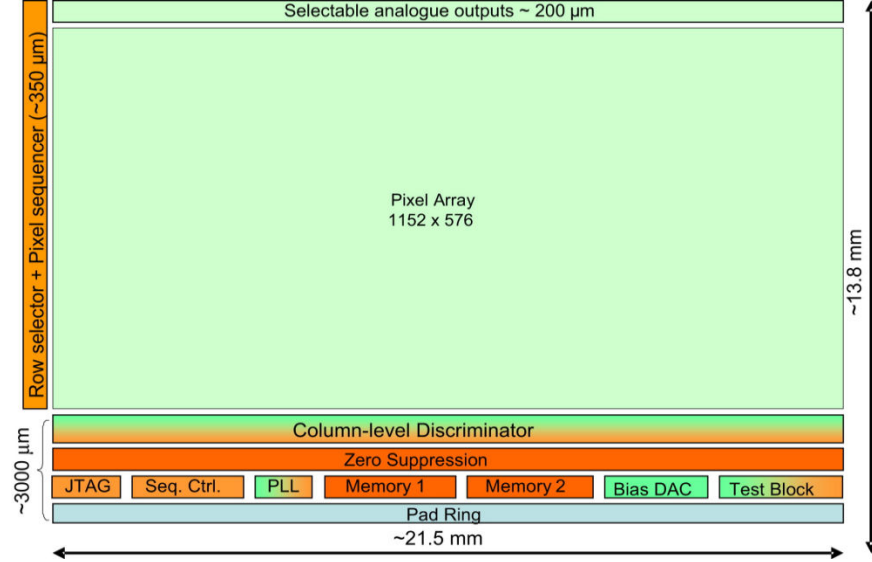 Selectable analogue outputs ~ 200 µm
Row selector + Pixel sequencer (~350 µm)
Pixel Array
1152 x 576
~13.8 mm
Column-level Discriminator
Zero Suppression
~3000 µm
JTAG
Seq. Ctrl.
PLL
Memory 1
Memory 2
Bias DAC
Test Block
Pad Ring
~21.5 mm